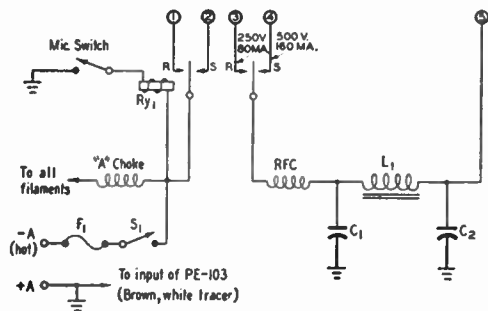 ① ② ③ ④ ⑤
250V. 80MA.
500V. 160 MA.
Mic Switch
R S R S
Ry1
"A" Choke
To all filaments
RFC
L1
-A (hot)
F1
S1
C1
C2
+A
To input of PE-103
(Brown, white tracer)